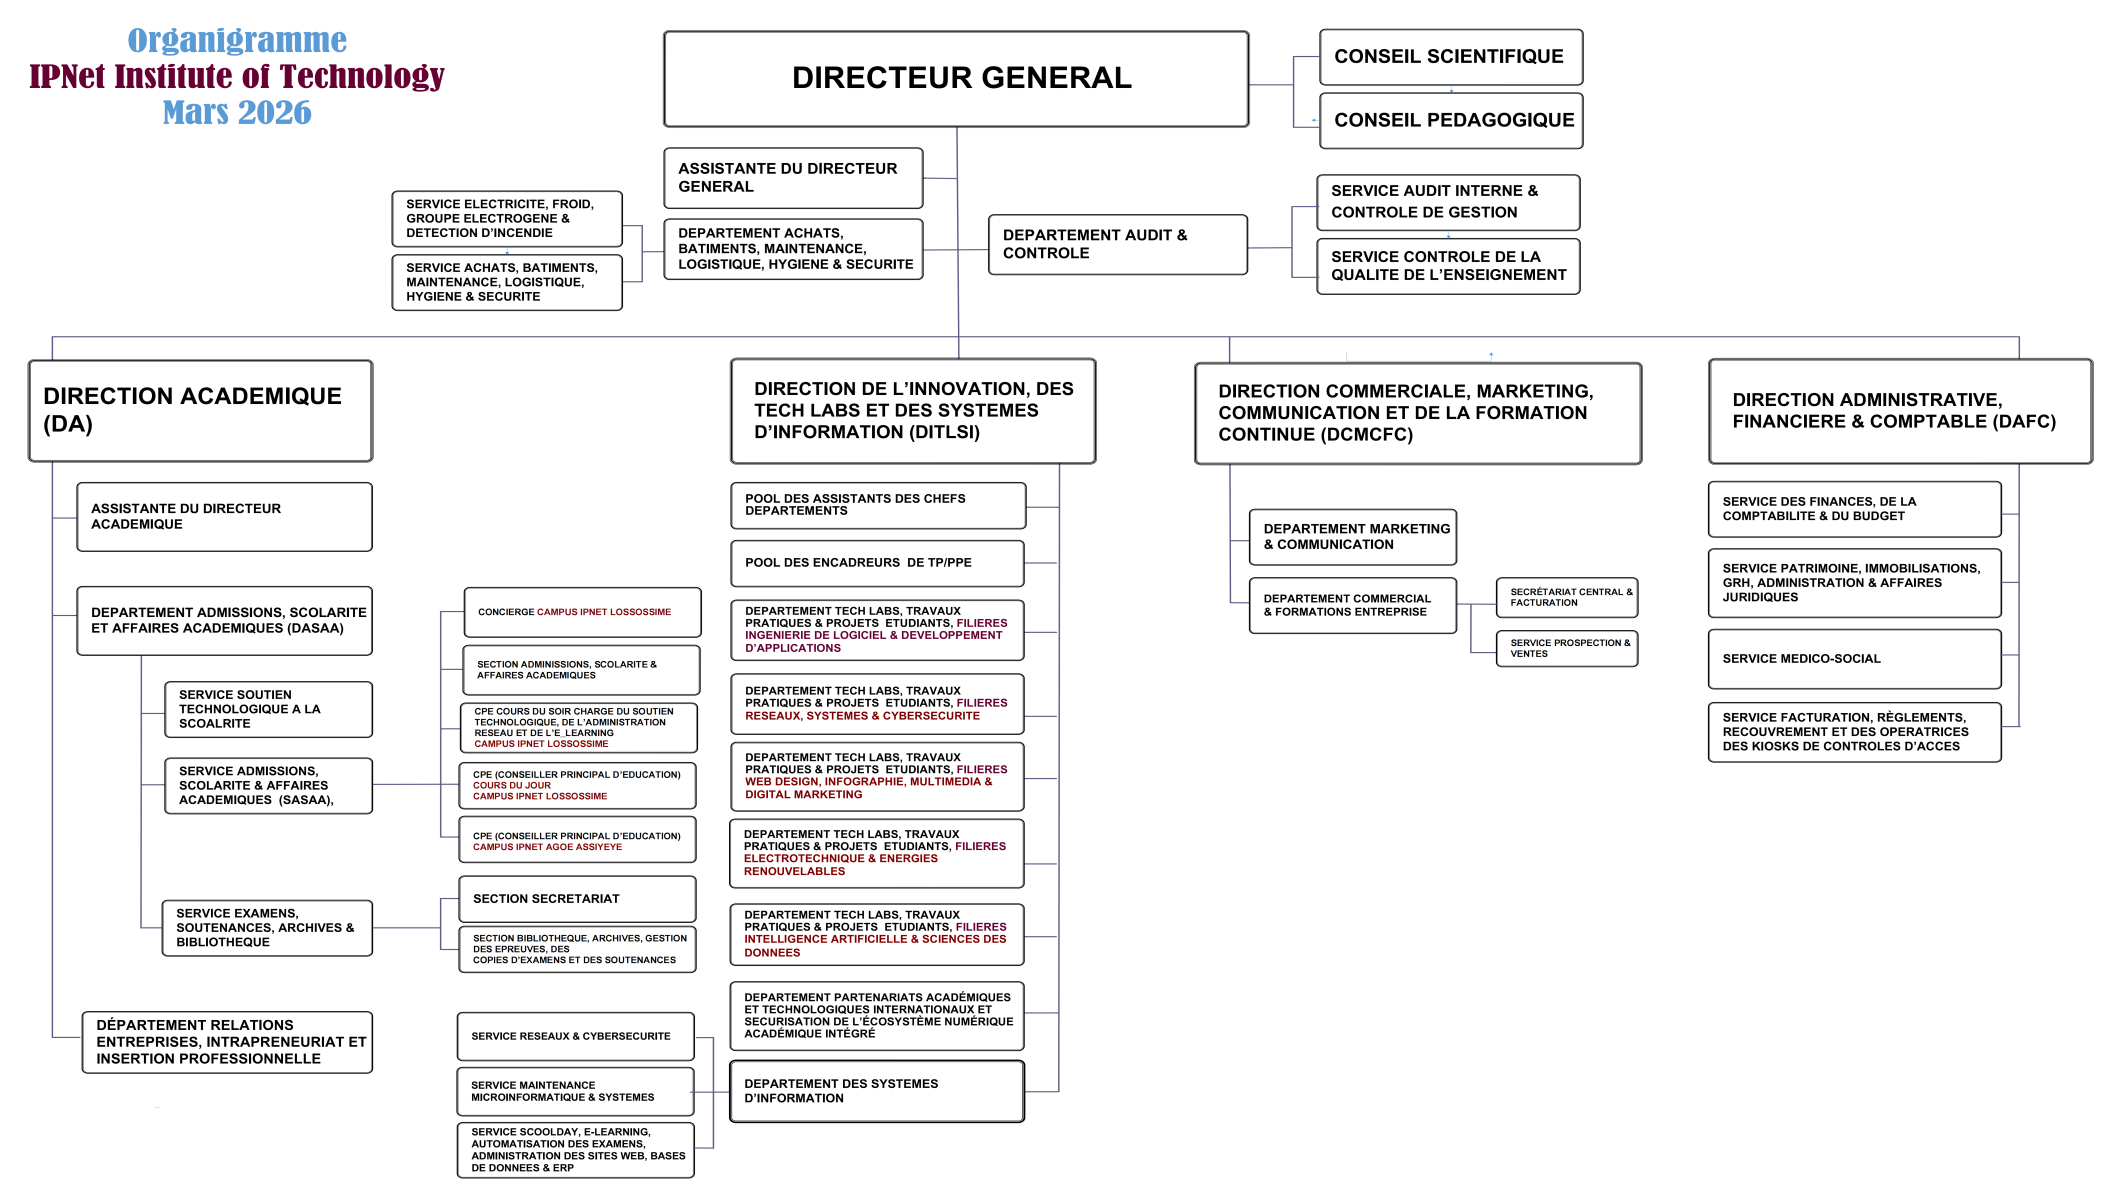 Organigramme
IPNet Institute of Technology
Mars 2026
DIRECTEUR GENERAL
CONSEIL SCIENTIFIQUE
CONSEIL PEDAGOGIQUE
ASSISTANTE DU DIRECTEUR
GENERAL
SERVICE ELECTRICITE, FROID,
GROUPE ELECTROGENE &
DETECTION D'INCENDIE
SERVICE ACHATS, BATIMENTS,
MAINTENANCE, LOGISTIQUE,
HYGIENE & SECURITE
DEPARTEMENT ACHATS,
BATIMENTS, MAINTENANCE,
LOGISTIQUE, HYGIENE & SECURITE
DEPARTEMENT AUDIT &
CONTROLE
SERVICE AUDIT INTERNE &
CONTROLE DE GESTION
SERVICE CONTROLE DE LA
QUALITE DE L'ENSEIGNEMENT
DIRECTION ACADEMIQUE
(DA)
ASSISTANTE DU DIRECTEUR
ACADEMIQUE
DEPARTEMENT ADMISSIONS, SCOLARITE
ET AFFAIRES ACADEMIQUES (DASAA)
SERVICE SOUTIEN
TECHNOLOGIQUE A LA
SCOALRITE
SERVICE ADMISSIONS,
SCOLARITE & AFFAIRES
ACADEMIQUES (SASAA),
SERVICE EXAMENS,
SOUTENANCES, ARCHIVES &
BIBLIOTHEQUE
DÉPARTEMENT RELATIONS
ENTREPRISES, INTRAPRENEURIAT ET
INSERTION PROFESSIONNELLE
CONCIERGE CAMPUS IPNET LOSSOSSIME
SECTION ADMINISSIONS, SCOLARITE &
AFFAIRES ACADEMIQUES
CPE COURS DU SOIR CHARGE DU SOUTIEN
TECHNOLOGIQUE, DE L'ADMINISTRATION
RESEAU ET DE L'E_LEARNING
CAMPUS IPNET LOSSOSSIME
CPE (CONSEILLER PRINCIPAL D'EDUCATION)
COURS DU JOUR
CAMPUS IPNET LOSSOSSIME
CPE (CONSEILLER PRINCIPAL D'EDUCATION)
CAMPUS IPNET AGOE ASSIYEYE
SECTION SECRETARIAT
SECTION BIBLIOTHEQUE, ARCHIVES, GESTION
DES EPREUVES, DES
COPIES D'EXAMENS ET DES SOUTENANCES
SERVICE RESEAUX & CYBERSECURITE
SERVICE MAINTENANCE
MICROINFORMATIQUE & SYSTEMES
SERVICE SCOOLDAY, E-LEARNING,
AUTOMATISATION DES EXAMENS,
ADMINISTRATION DES SITES WEB, BASES
DE DONNEES & ERP
DIRECTION DE L'INNOVATION, DES
TECH LABS ET DES SYSTEMES
D'INFORMATION (DITLSI)
POOL DES ASSISTANTS DES CHEFS
DEPARTEMENTS
POOL DES ENCADREURS DE TP/PPE
DEPARTEMENT TECH LABS, TRAVAUX
PRATIQUES & PROJETS ETUDIANTS, FILIERES
INGENIERIE DE LOGICIEL & DEVELOPPEMENT
D'APPLICATIONS
DEPARTEMENT TECH LABS, TRAVAUX
PRATIQUES & PROJETS ETUDIANTS, FILIERES
RESEAUX, SYSTEMES & CYBERSECURITE
DEPARTEMENT TECH LABS, TRAVAUX
PRATIQUES & PROJETS ETUDIANTS, FILIERES
WEB DESIGN, INFOGRAPHIE, MULTIMEDIA &
DIGITAL MARKETING
DEPARTEMENT TECH LABS, TRAVAUX
PRATIQUES & PROJETS ETUDIANTS, FILIERES
ELECTROTECHNIQUE & ENERGIES
RENOUVELABLES
DEPARTEMENT TECH LABS, TRAVAUX
PRATIQUES & PROJETS ETUDIANTS, FILIERES
INTELLIGENCE ARTIFICIELLE & SCIENCES DES
DONNEES
DEPARTEMENT PARTENARIATS ACADÉMIQUES
ET TECHNOLOGIQUES INTERNATIONAUX ET
SECURISATION DE L'ÉCOSYSTÈME NUMÉRIQUE
ACADÉMIQUE INTÉGRÉ
DEPARTEMENT DES SYSTEMES
D'INFORMATION
DIRECTION COMMERCIALE, MARKETING,
COMMUNICATION ET DE LA FORMATION
CONTINUE (DCMCFC)
DEPARTEMENT MARKETING
& COMMUNICATION
DEPARTEMENT COMMERCIAL
& FORMATIONS ENTREPRISE
SECRÉTARIAT CENTRAL &
FACTURATION
SERVICE PROSPECTION &
VENTES
DIRECTION ADMINISTRATIVE,
FINANCIERE & COMPTABLE (DAFC)
SERVICE DES FINANCES, DE LA
COMPTABILITE & DU BUDGET
SERVICE PATRIMOINE, IMMOBILISATIONS,
GRH, ADMINISTRATION & AFFAIRES
JURIDIQUES
SERVICE MEDICO-SOCIAL
SERVICE FACTURATION, RÈGLEMENTS,
RECOUVREMENT ET DES OPERATRICES
DES KIOSKS DE CONTROLES D'ACCES